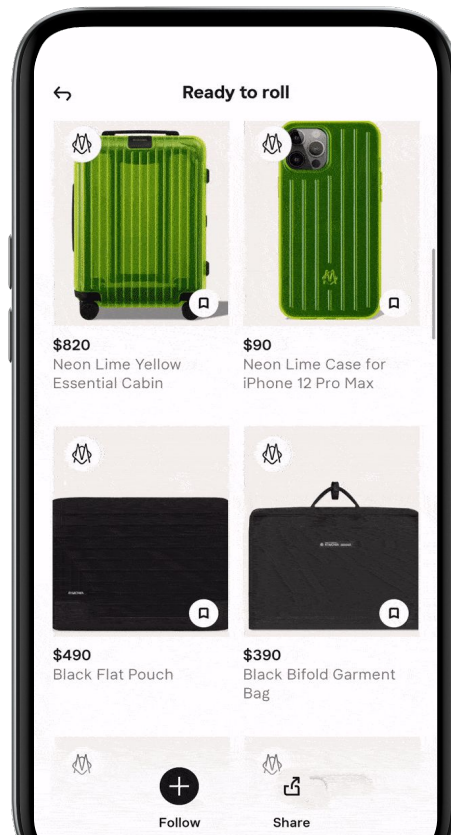 Ready to roll
$820
Neon Lime Yellow
Essential Cabin
$90
Neon Lime Case for
iPhone 12 Pro Max
$490
Black Flat Pouch
$390
Black Bifold Garment
Bag
Follow
Share